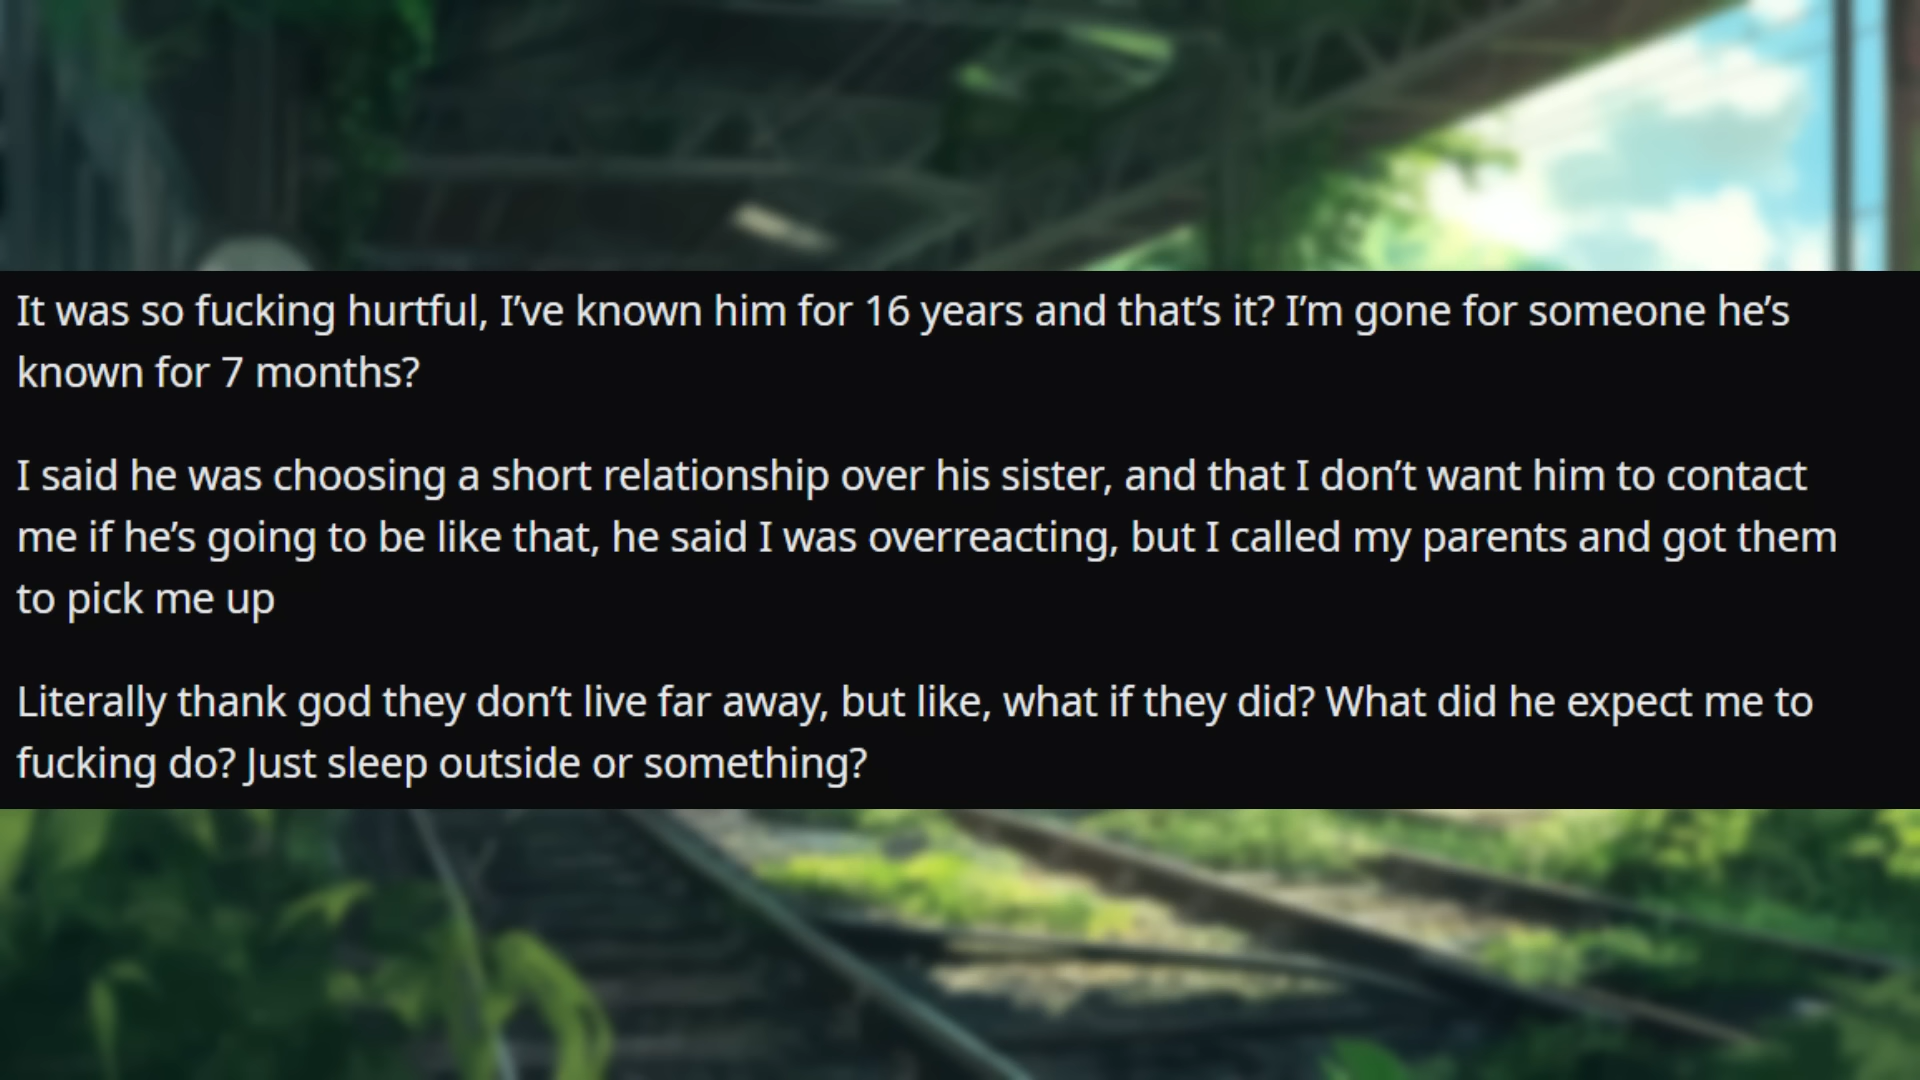 It was so fucking hurtful, I’ve known him for 16 years and that’s it? I’m gone for someone he’s
known for 7 months?
I said he was choosing a short relationship over his sister, and that I don’t want him to contact
me if he’s going to be like that, he said I was overreacting, but I called my parents and got them
to pick me up
Literally thank god they don’t live far away, but like, what if they did? What did he expect me to
fucking do? Just sleep outside or something?